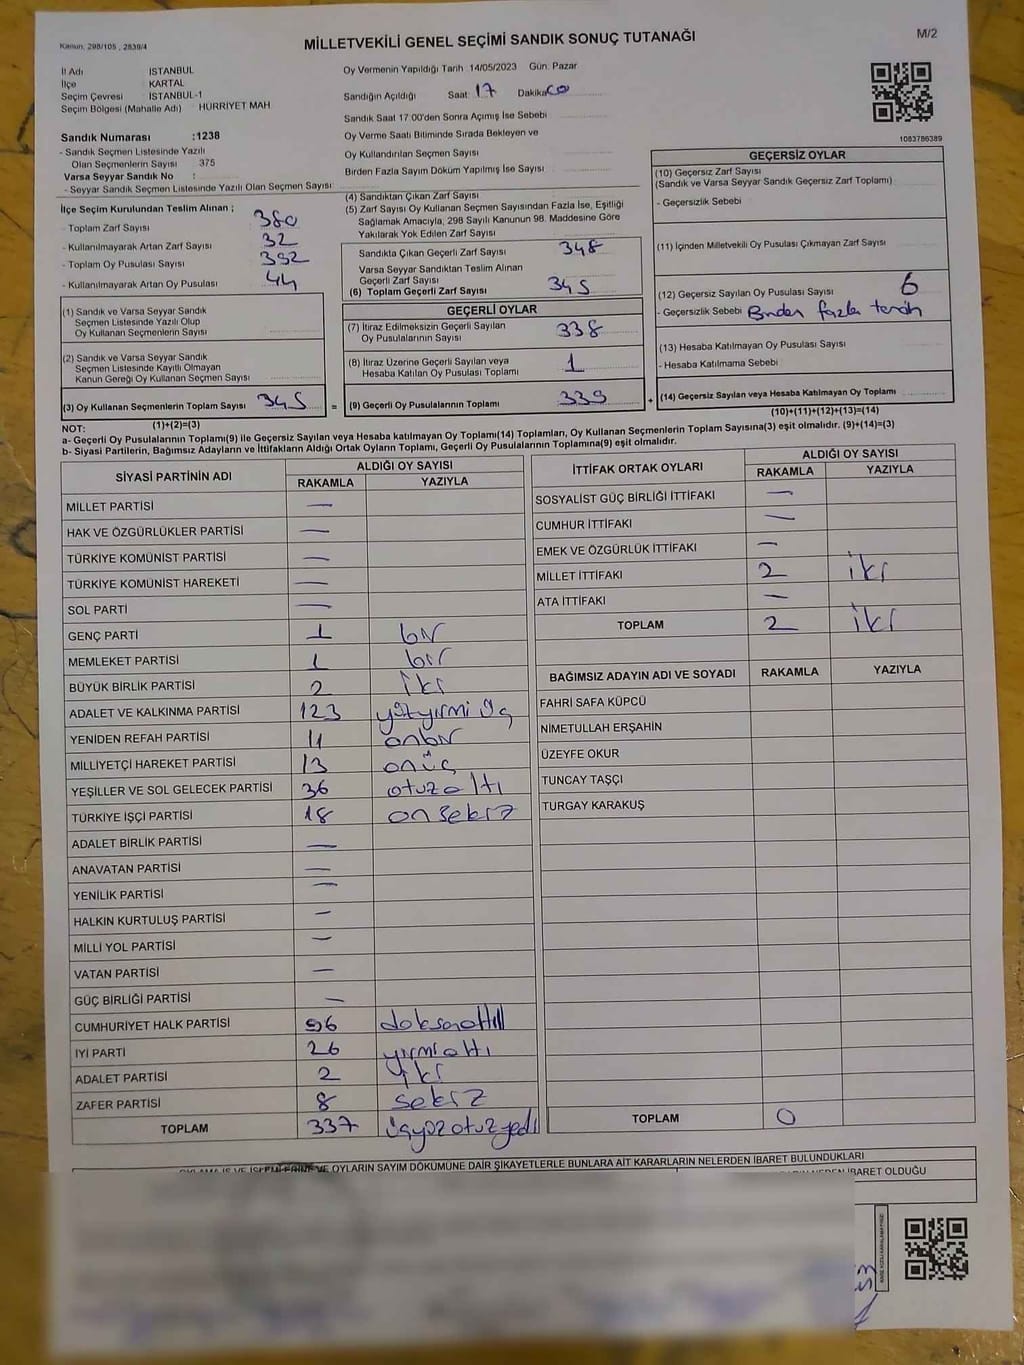 Kanun, 298/105 , 2839/4
MİLLETVEKİLİ GENEL SEÇİMİ SANDIK SONUÇ TUTANAĞI
M/2
İl Adı İSTANBUL
İlçe KARTAL
Seçim Çevresi İSTANBUL-1
Seçim Bölgesi (Mahalle Adı) HÜRRİYET MAH
Sandık Numarası :1238
- Sandık Seçmen Listesinde Yazılı
Olan Seçmenlerin Sayısı 375
Varsa Seyyar Sandık No :
- Seyyar Sandık Seçmen Listesinde Yazılı Olan Seçmen Sayısı
Oy Vermenin Yapıldığı Tarih 14/05/2023 Gün: Pazar
Sandığın Açıldığı Saat 17 Dakika 00
Sandık Saat 17:00'den Sonra Açımış İse Sebebi
Oy Verme Saati Bitiminde Sırada Bekleyen ve
Oy Kullandırılan Seçmen Sayısı
Birden Fazla Sayım Döküm Yapılmış İse Sayısı
1083786389
İlçe Seçim Kurulundan Teslim Alınan ;
- Toplam Zarf Sayısı 380
- Kullanılmayarak Artan Zarf Sayısı 32
- Toplam Oy Pusulası Sayısı 392
- Kullanılmayarak Artan Oy Pusulası 44
(1) Sandık ve Varsa Seyyar Sandık
Seçmen Listesinde Yazılı Olup
Oy Kullanan Seçmenlerin Sayısı
(2) Sandık ve Varsa Seyyar Sandık
Seçmen Listesinde Kayıtlı Olmayan
Kanun Gereği Oy Kullanan Seçmen Sayısı
(3) Oy Kullanan Seçmenlerin Toplam Sayısı 345
(1)+(2)=(3)
(4) Sandıktan Çıkan Zarf Sayısı
(5) Zarf Sayısı Oy Kullanan Seçmen Sayısından Fazla İse, Eşitliği
Sağlamak Amacıyla, 298 Sayılı Kanunun 98. Maddesine Göre
Yakılarak Yok Edilen Zarf Sayısı
Sandıkta Çıkan Geçerli Zarf Sayısı 348
Varsa Seyyar Sandıktan Teslim Alınan
Geçerli Zarf Sayısı
(6) Toplam Geçerli Zarf Sayısı 345
GEÇERLİ OYLAR
(7) İtiraz Edilmeksizin Geçerli Sayılan
Oy Pusulalarının Sayısı 338
(8) İtiraz Üzerine Geçerli Sayılan veya
Hesaba Katılan Oy Pusulası Toplamı 1
= (9) Geçerli Oy Pusulalarının Toplamı 339 +
GEÇERSİZ OYLAR
(10) Geçersiz Zarf Sayısı
(Sandık ve Varsa Seyyar Sandık Geçersiz Zarf Toplamı)
- Geçersizlik Sebebi
(11) İçinden Milletvekili Oy Pusulası Çıkmayan Zarf Sayısı
(12) Geçersiz Sayılan Oy Pusulası Sayısı 6
- Geçersizlik Sebebi Birden fazla tercih
(13) Hesaba Katılmayan Oy Pusulası Sayısı
- Hesaba Katılmama Sebebi
(14) Geçersiz Sayılan veya Hesaba Katılmayan Oy Toplamı
(10)+(11)+(12)+(13)=(14)
NOT:
a- Geçerli Oy Pusulalarının Toplamı(9) ile Geçersiz Sayılan veya Hesaba katılmayan Oy Toplamı(14) Toplamları, Oy Kullanan Seçmenlerin Toplam Sayısına(3) eşit olmalıdır. (9)+(14)=(3)
b- Siyasi Partilerin, Bağımsız Adayların ve İttifakların Aldığı Ortak Oyların Toplamı, Geçerli Oy Pusulalarının Toplamına(9) eşit olmalıdır.
SİYASİ PARTİNİN ADI ALDIĞI OY SAYISI
RAKAMLA YAZIYLA
MİLLET PARTİSİ —
HAK VE ÖZGÜRLÜKLER PARTİSİ —
TÜRKİYE KOMÜNİST PARTİSİ —
TÜRKİYE KOMÜNİST HAREKETİ —
SOL PARTİ —
GENÇ PARTİ 1 bir
MEMLEKET PARTİSİ 1 bir
BÜYÜK BİRLİK PARTİSİ 2 iki
ADALET VE KALKINMA PARTİSİ 123 yüzyirmi üç
YENİDEN REFAH PARTİSİ 11 onbir
MİLLİYETÇİ HAREKET PARTİSİ 13 onüç
YEŞİLLER VE SOL GELECEK PARTİSİ 36 otuzaltı
TÜRKİYE İŞÇİ PARTİSİ 18 onsekiz
ADALET BİRLİK PARTİSİ —
ANAVATAN PARTİSİ —
YENİLİK PARTİSİ —
HALKIN KURTULUŞ PARTİSİ —
MİLLİ YOL PARTİSİ —
VATAN PARTİSİ —
GÜÇ BİRLİĞİ PARTİSİ —
CUMHURİYET HALK PARTİSİ 96 doksanaltı
İYİ PARTİ 26 yirmialtı
ADALET PARTİSİ 2 iki
ZAFER PARTİSİ 8 sekiz
TOPLAM 337 üçyüzotuzyedi
İTTİFAK ORTAK OYLARI ALDIĞI OY SAYISI
RAKAMLA YAZIYLA
SOSYALİST GÜÇ BİRLİĞİ İTTİFAKI —
CUMHUR İTTİFAKI —
EMEK VE ÖZGÜRLÜK İTTİFAKI —
MİLLET İTTİFAKI 2 iki
ATA İTTİFAKI —
TOPLAM 2 iki
BAĞIMSIZ ADAYIN ADI VE SOYADI RAKAMLA YAZIYLA
FAHRİ SAFA KÜPCÜ
NİMETULLAH ERŞAHİN
ÜZEYFE OKUR
TUNCAY TAŞÇI
TURGAY KARAKUŞ
TOPLAM 0
VE OYLARIN SAYIM DÖKÜMÜNE DAİR ŞİKAYETLERLE BUNLARA AİT KARARLARIN NELERDEN İBARET BULUNDUKLARI
İBARET OLDUĞU
53